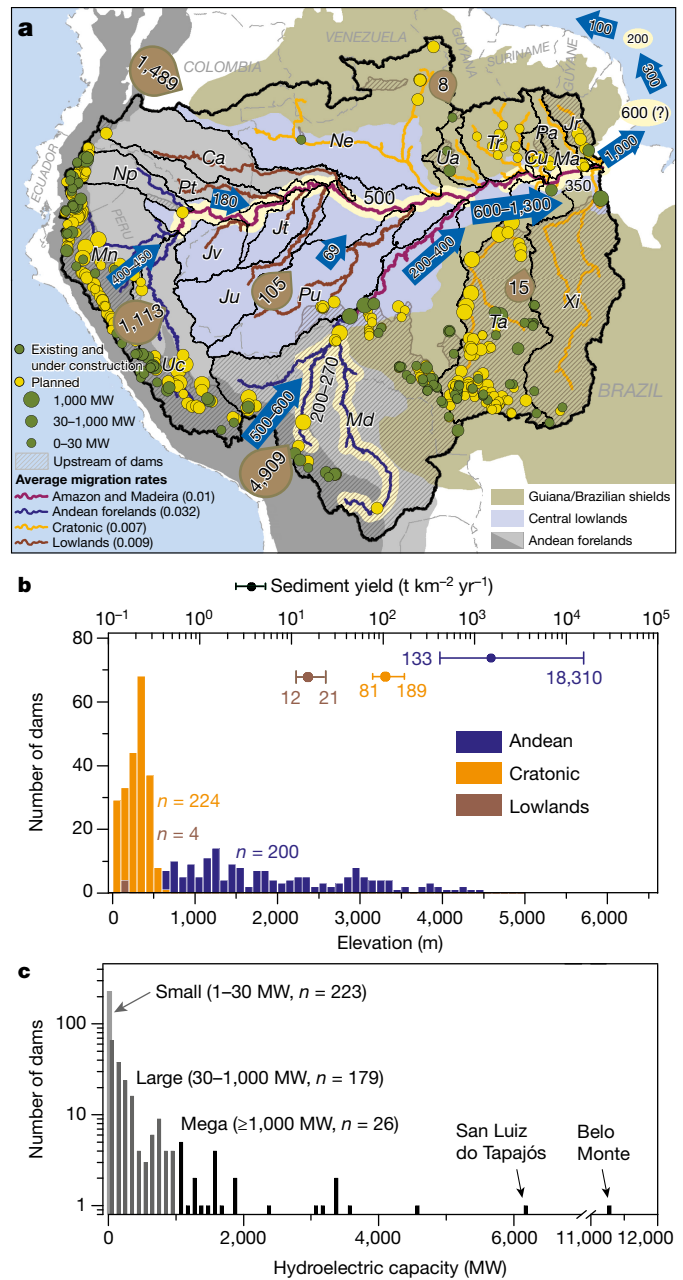 a
100
200
VENEZUELA
GUYANA
SURINAME
GUYANE
300
1,489
COLOMBIA
8
600 (?)
Ne
Tr
Pa
Jr
1,000
ECUADOR
Ca
Ua
Cu
Ma
Np
Pt
180
500
350
600–1,300
PERU
Jt
Mn
Jv
69
200–400
400–450
Ju
105
Pu
15
Xi
1,113
Ta
Existing and
under construction
Uc
Planned
BRAZIL
1,000 MW
200–270
30–1,000 MW
Md
0–30 MW
500–600
Upstream of dams
4,909
Average migration rates
Amazon and Madeira (0.01)
Guiana/Brazilian shields
Andean forelands (0.032)
Central lowlands
Cratonic (0.007)
Andean forelands
Lowlands (0.009)
b
Sediment yield (t km⁻² yr⁻¹)
10⁻¹ 10⁰ 10¹ 10² 10³ 10⁴ 10⁵
80
133
60
12 21 81 189 18,310
Andean
40
Cratonic
n = 224
Lowlands
20
n = 4
n = 200
0
Number of dams
0 1,000 2,000 3,000 4,000 5,000 6,000
Elevation (m)
c
Small (1–30 MW, n = 223)
100
Large (30–1,000 MW, n = 179)
10
Mega (≥1,000 MW, n = 26)
San Luiz
do Tapajós
Belo
Monte
1
Number of dams
0 2,000 4,000 6,000 11,000 12,000
Hydroelectric capacity (MW)